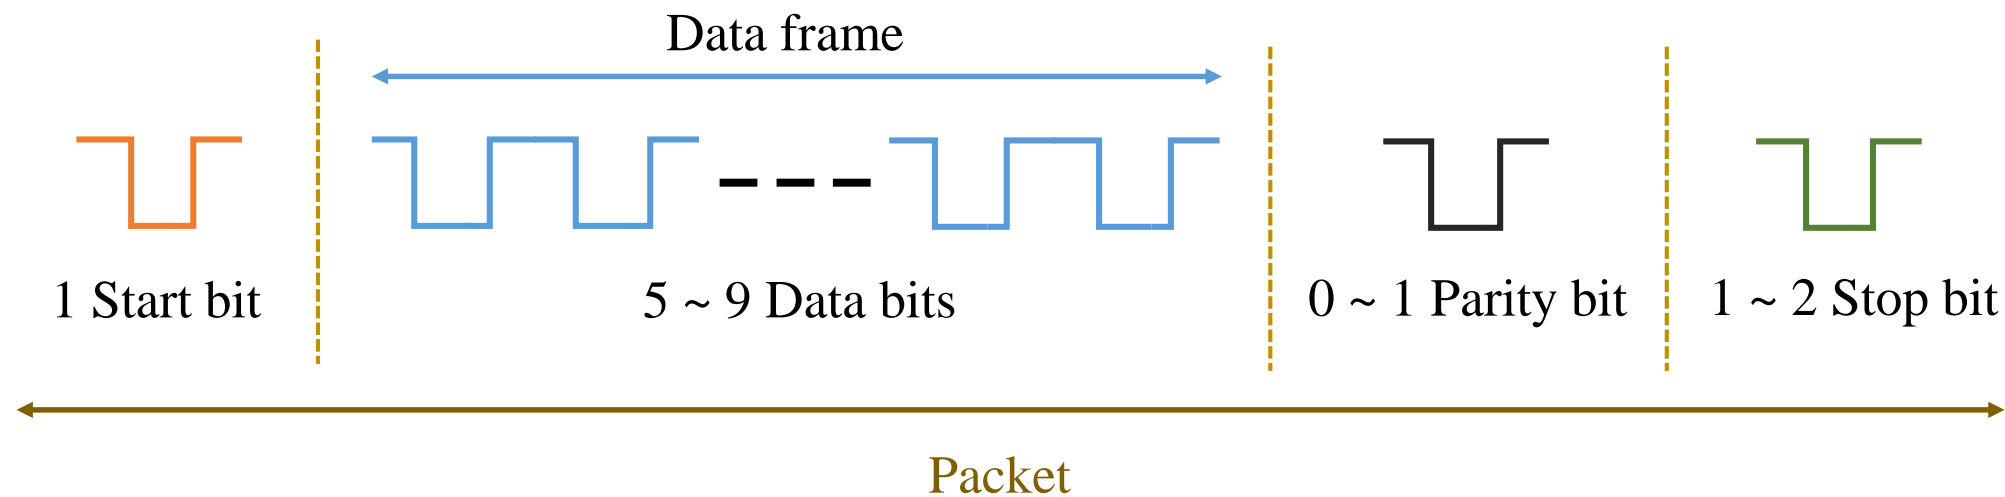 Data frame
1 Start bit
5 ~ 9 Data bits
0 ~ 1 Parity bit
1 ~ 2 Stop bit
Packet